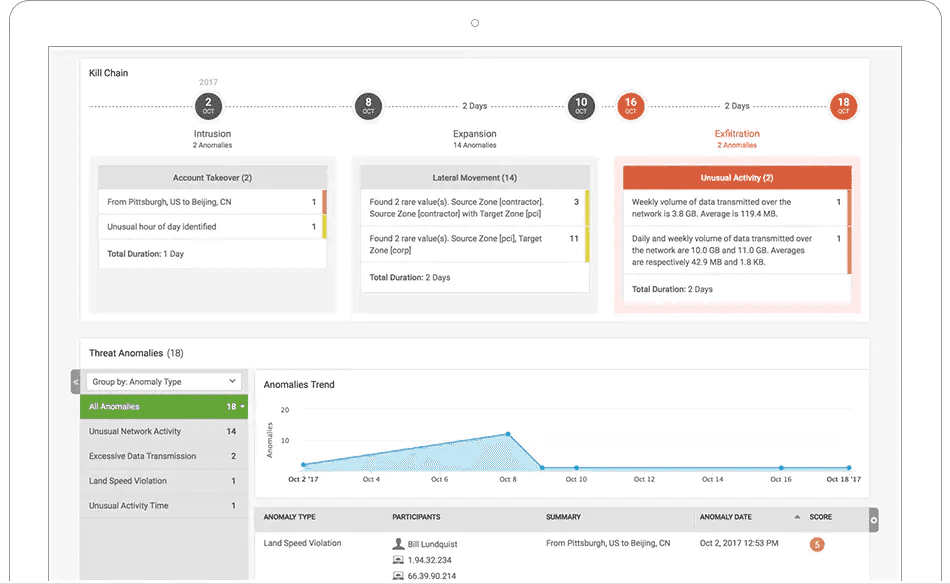 Kill Chain
2017
2 OCT
8 OCT
2 Days
10 OCT
16 OCT
2 Days
18 OCT
Intrusion
2 Anomalies
Expansion
14 Anomalies
Exfiltration
2 Anomalies
Account Takeover (2)
From Pittsburgh, US to Beijing, CN 1
Unusual hour of day identified 1
Total Duration: 1 Day
Lateral Movement (14)
Found 2 rare value(s). Source Zone [contractor]. 3
Source Zone [contractor] with Target Zone [pci]
Found 2 rare value(s). Source Zone [pci], Target 11
Zone [corp]
Total Duration: 2 Days
Unusual Activity (2)
Weekly volume of data transmitted over the 1
network is 3.8 GB. Average is 119.4 MB.
Daily and weekly volume of data transmitted over 1
the network are 10.0 GB and 11.0 GB. Averages
are respectively 42.9 MB and 1.8 KB.
Total Duration: 2 Days
Threat Anomalies (18)
«
Group by: Anomaly Type
All Anomalies 18
Unusual Network Activity 14
Excessive Data Transmission 2
Land Speed Violation 1
Unusual Activity Time 1
Anomalies Trend
Anomalies
20
10
Oct 2 '17 Oct 4 Oct 6 Oct 8 Oct 10 Oct 12 Oct 14 Oct 16 Oct 18 '17
ANOMALY TYPE PARTICIPANTS SUMMARY ANOMALY DATE SCORE
Land Speed Violation Bill Lundquist From Pittsburgh, US to Beijing, CN Oct 2, 2017 12:53 PM 5
1.94.32.234
66.39.90.214